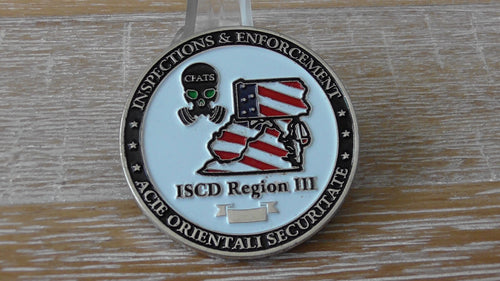 INSPECTIONS & ENFORCEMENT
CFATS
ISCD Region III
ACIE ORIENTALI SECURITATE